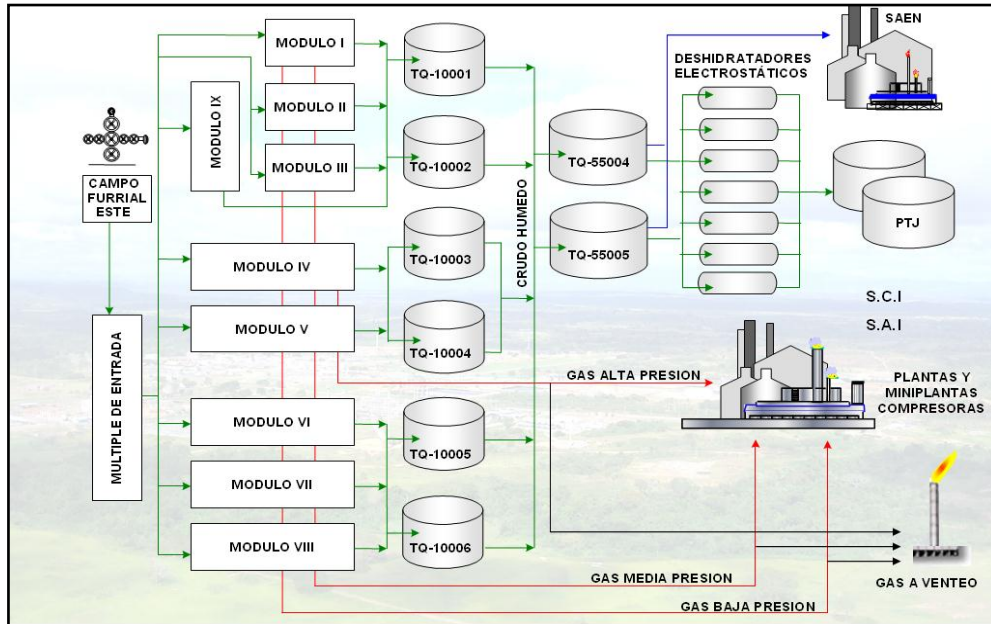 SAEN
MODULO I
TQ-10001
DESHIDRATADORES
ELECTROSTÁTICOS
MODULO II
MODULO IX
MODULO III
TQ-10002
TQ-55004
CAMPO
FURRIAL
ESTE
PTJ
MODULO IV
TQ-10003
CRUDO HUMEDO
TQ-55005
MODULO V
TQ-10004
S.C.I
S.A.I
MULTIPLE DE ENTRADA
GAS ALTA PRESION
PLANTAS Y
MINIPLANTAS
COMPRESORAS
MODULO VI
TQ-10005
MODULO VII
MODULO VIII
TQ-10006
GAS MEDIA PRESION
GAS A VENTEO
GAS BAJA PRESION